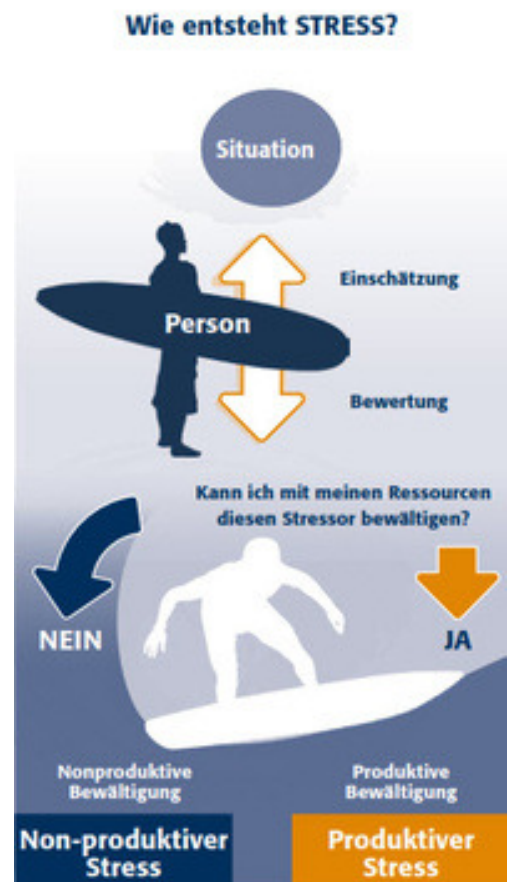 Wie entsteht STRESS?
Situation
Einschätzung
Person
Bewertung
Kann ich mit meinen Ressourcen
diesen Stressor bewältigen?
NEIN
JA
Nonproduktive
Bewältigung
Produktive
Bewältigung
Non-produktiver
Stress
Produktiver
Stress